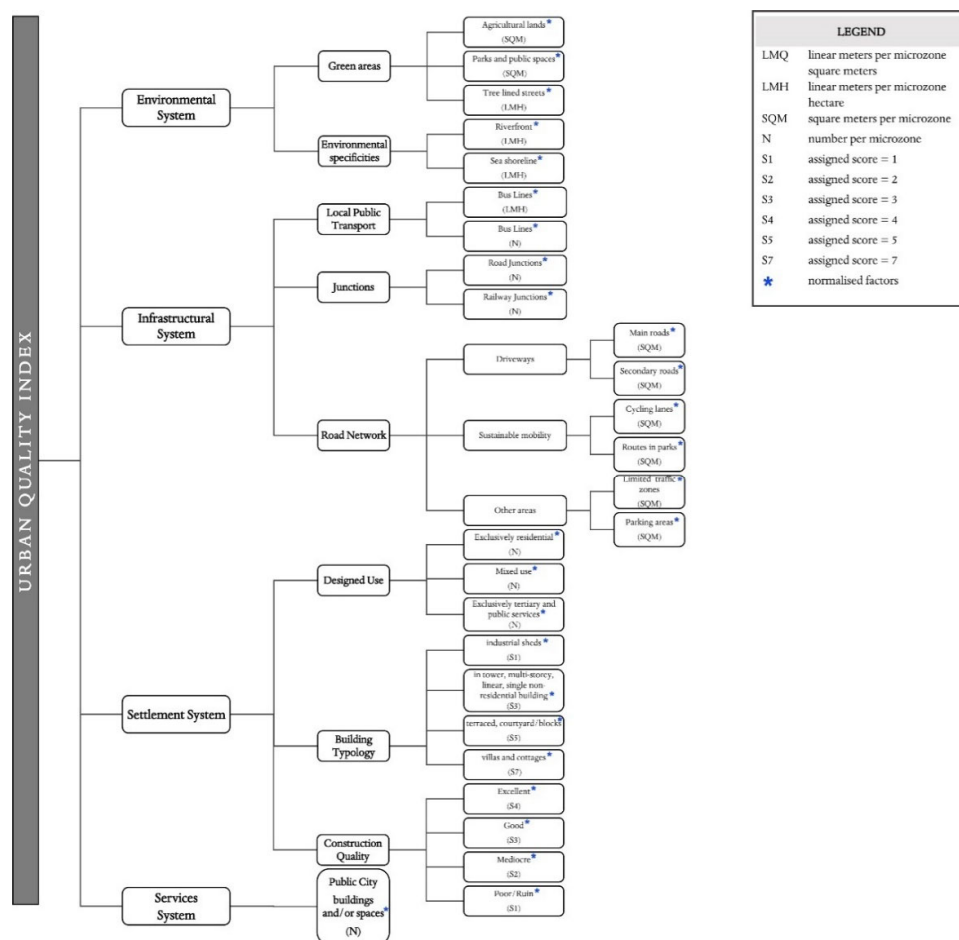 URBAN QUALITY INDEX
Environmental
System
Green areas
Agricultural lands*
(SQM)
Parks and public spaces*
(SQM)
Tree lined streets*
(LMH)
Environmental
specificities
Riverfront*
(LMH)
Sea shoreline*
(LMH)
Infrastructural
System
Local Public
Transport
Bus Lines*
(LMH)
Bus Lines*
(N)
Junctions
Road Junctions*
(N)
Railway Junctions*
(N)
Road Network
Driveways
Main roads*
(SQM)
Secondary roads*
(SQM)
Sustainable mobility
Cycling lanes*
(SQM)
Routes in parks*
(SQM)
Other areas
Limited traffic*
zones
(SQM)
Parking areas*
(SQM)
Settlement System
Designed Use
Exclusively residential*
(N)
Mixed use*
(N)
Exclusively tertiary and
public services*
(N)
Building
Typology
industrial sheds*
(S1)
in tower, multi-storey,
linear, single non-
residential building*
(S3)
terraced, courtyard/blocks*
(S5)
villas and cottages*
(S7)
Construction
Quality
Excellent*
(S4)
Good*
(S3)
Mediocre*
(S2)
Poor/Ruin*
(S1)
Services
System
Public City
buildings
and/or spaces*
(N)
LEGEND
LMQ linear meters per microzone
square meters
LMH linear meters per microzone
hectare
SQM square meters per microzone
N number per microzone
S1 assigned score = 1
S2 assigned score = 2
S3 assigned score = 3
S4 assigned score = 4
S5 assigned score = 5
S7 assigned score = 7
* normalised factors